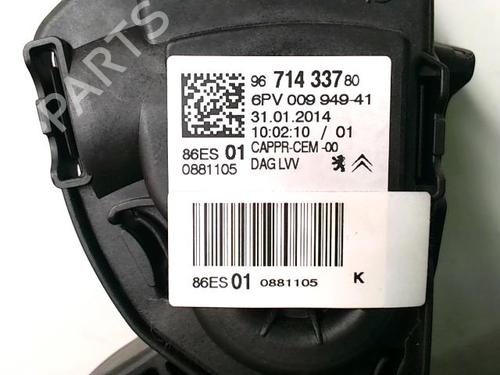 PARTS
96 714 337 80
6PV 009 949-41
31.01.2014
10:02:10 / 01
86ES 01 CAPPR-CEM -00
0881105 DAG LVV
86ES 01 0881105 K